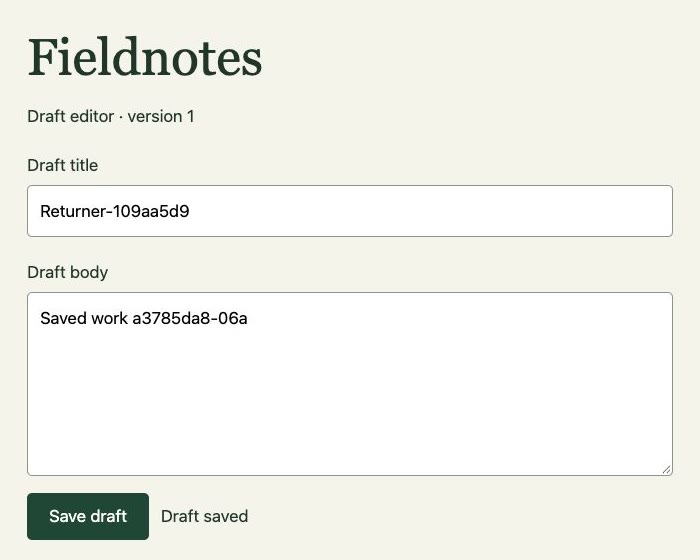 Fieldnotes
Draft editor · version 1
Draft title
Returner-109aa5d9
Draft body
Saved work a3785da8-06a
Save draft Draft saved